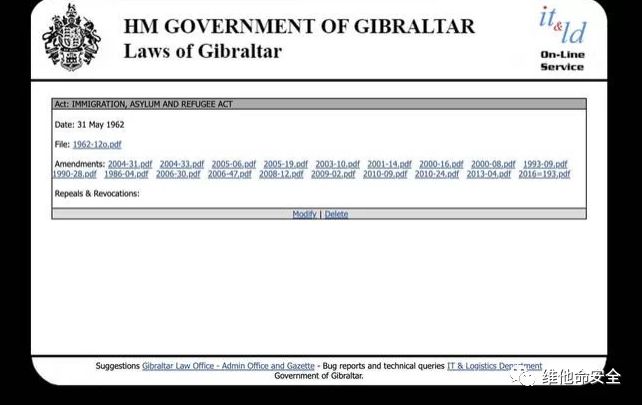 HM GOVERNMENT OF GIBRALTAR
Laws of Gibraltar
it&ld
On-Line
Service
Act: IMMIGRATION, ASYLUM AND REFUGEE ACT
Date: 31 May 1962
File: 1962-12o.pdf
Amendments: 2004-31.pdf 2004-33.pdf 2005-06.pdf 2005-19.pdf 2003-10.pdf 2001-14.pdf 2000-16.pdf 2000-08.pdf 1993-09.pdf
1990-28.pdf 1986-04.pdf 2006-30.pdf 2006-47.pdf 2008-12.pdf 2009-02.pdf 2010-09.pdf 2010-24.pdf 2013-04.pdf 2016=193.pdf
Repeals & Revocations:
Modify | Delete
Suggestions Gibraltar Law Office - Admin Office and Gazette - Bug reports and technical queries IT & Logistics Department
Government of Gibraltar.
维他命安全